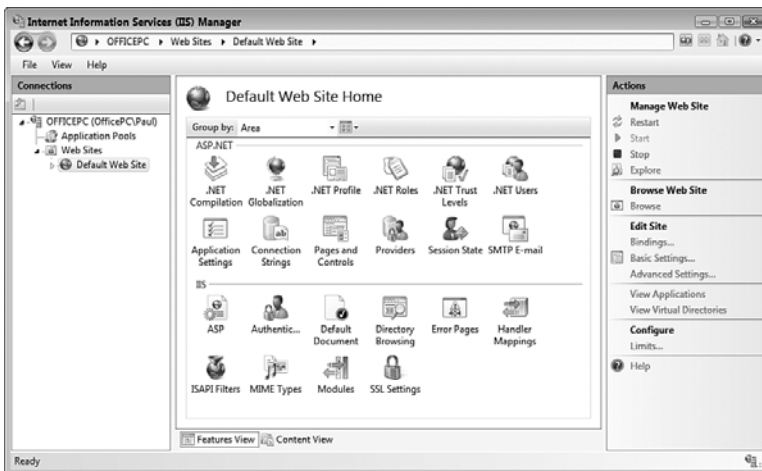 Internet Information Services (IIS) Manager
OFFICEPC Web Sites Default Web Site
File View Help
Connections
OFFICEPC (OfficePC\Paul)
Application Pools
Web Sites
Default Web Site
Default Web Site Home
Group by: Area
ASP.NET
.NET Compilation
.NET Globalization
.NET Profile
.NET Roles
.NET Trust Levels
.NET Users
Application Settings
Connection Strings
Pages and Controls
Providers
Session State
SMTP E-mail
IIS
ASP
Authentic...
Default Document
Directory Browsing
Error Pages
Handler Mappings
ISAPI Filters
MIME Types
Modules
SSL Settings
Features View
Content View
Actions
Manage Web Site
Restart
Start
Stop
Explore
Browse Web Site
Browse
Edit Site
Bindings...
Basic Settings...
Advanced Settings...
View Applications
View Virtual Directories
Configure
Limits...
Help
Ready